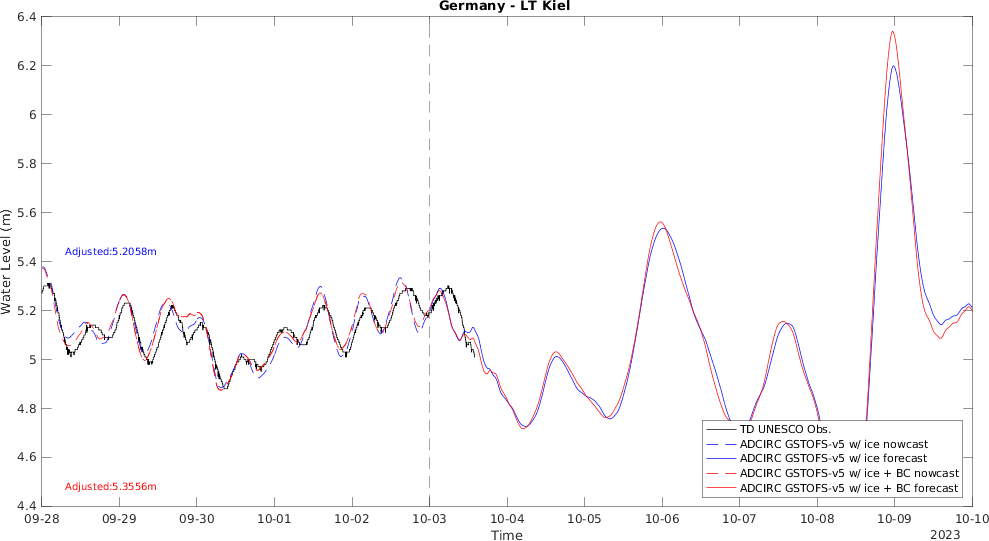 Germany - LT Kiel
6.4
6.2
6
5.8
5.6
5.4
5.2
5
4.8
4.6
4.4
Water Level (m)
Adjusted:5.2058m
Adjusted:5.3556m
TD UNESCO Obs.
ADCIRC GSTOFS-v5 w/ ice nowcast
ADCIRC GSTOFS-v5 w/ ice forecast
ADCIRC GSTOFS-v5 w/ ice + BC nowcast
ADCIRC GSTOFS-v5 w/ ice + BC forecast
09-28 09-29 09-30 10-01 10-02 10-03 10-04 10-05 10-06 10-07 10-08 10-09 10-10
Time
2023